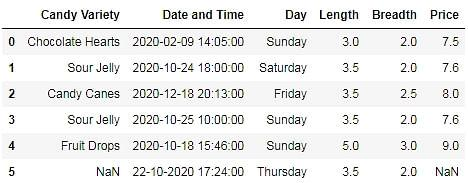 Candy Variety Date and Time Day Length Breadth Price
0 Chocolate Hearts 2020-02-09 14:05:00 Sunday 3.0 2.0 7.5
1 Sour Jelly 2020-10-24 18:00:00 Saturday 3.5 2.0 7.6
2 Candy Canes 2020-12-18 20:13:00 Friday 3.5 2.5 8.0
3 Sour Jelly 2020-10-25 10:00:00 Sunday 3.5 2.0 7.6
4 Fruit Drops 2020-10-18 15:46:00 Sunday 5.0 3.0 9.0
5 NaN 22-10-2020 17:24:00 Thursday 3.5 2.0 NaN